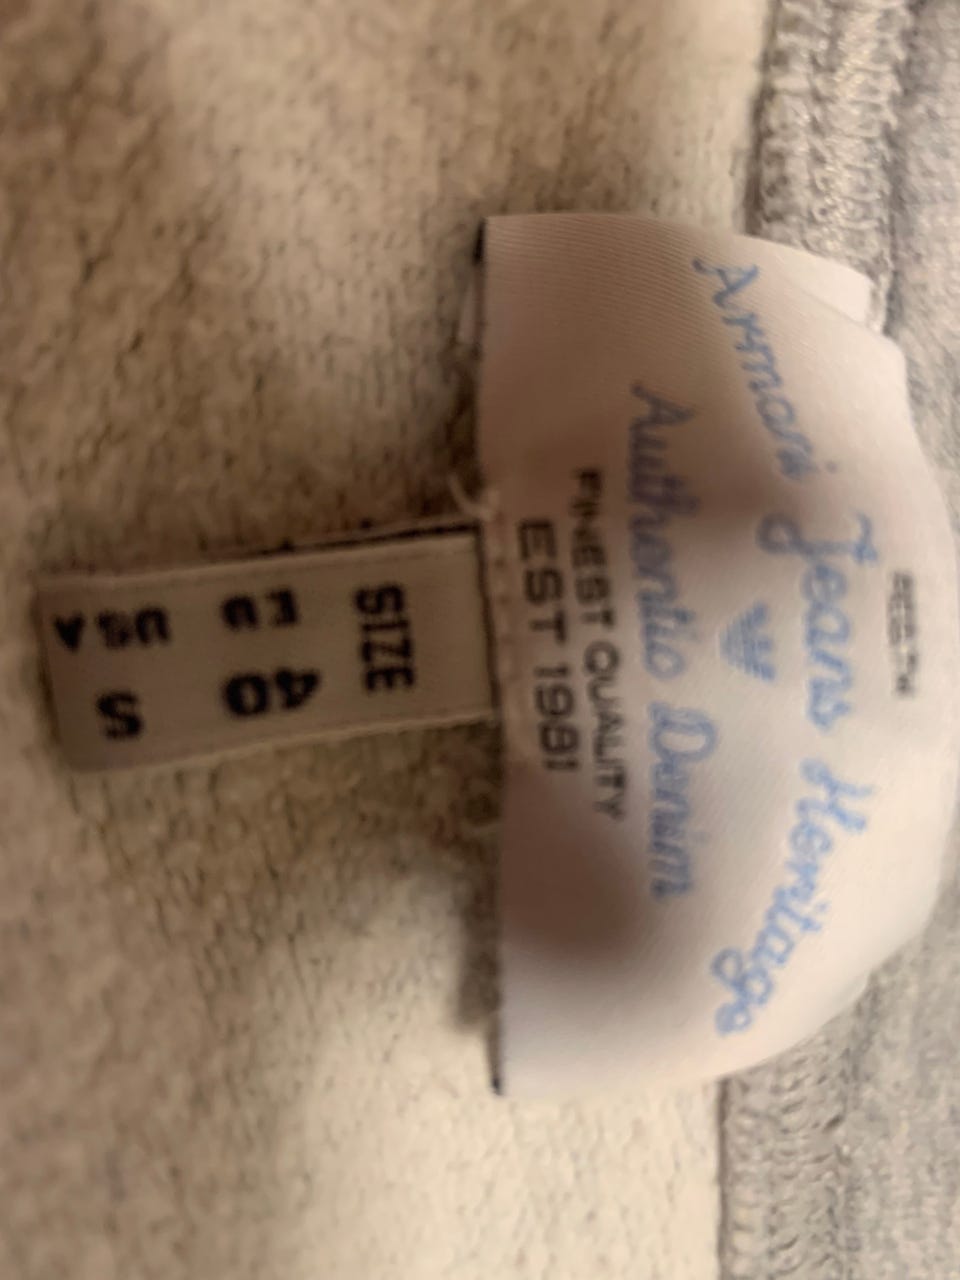 Armani Jeans Heritage
Authentic Denim
FINEST QUALITY
EST 1981
SIZE
EU 40
USA S